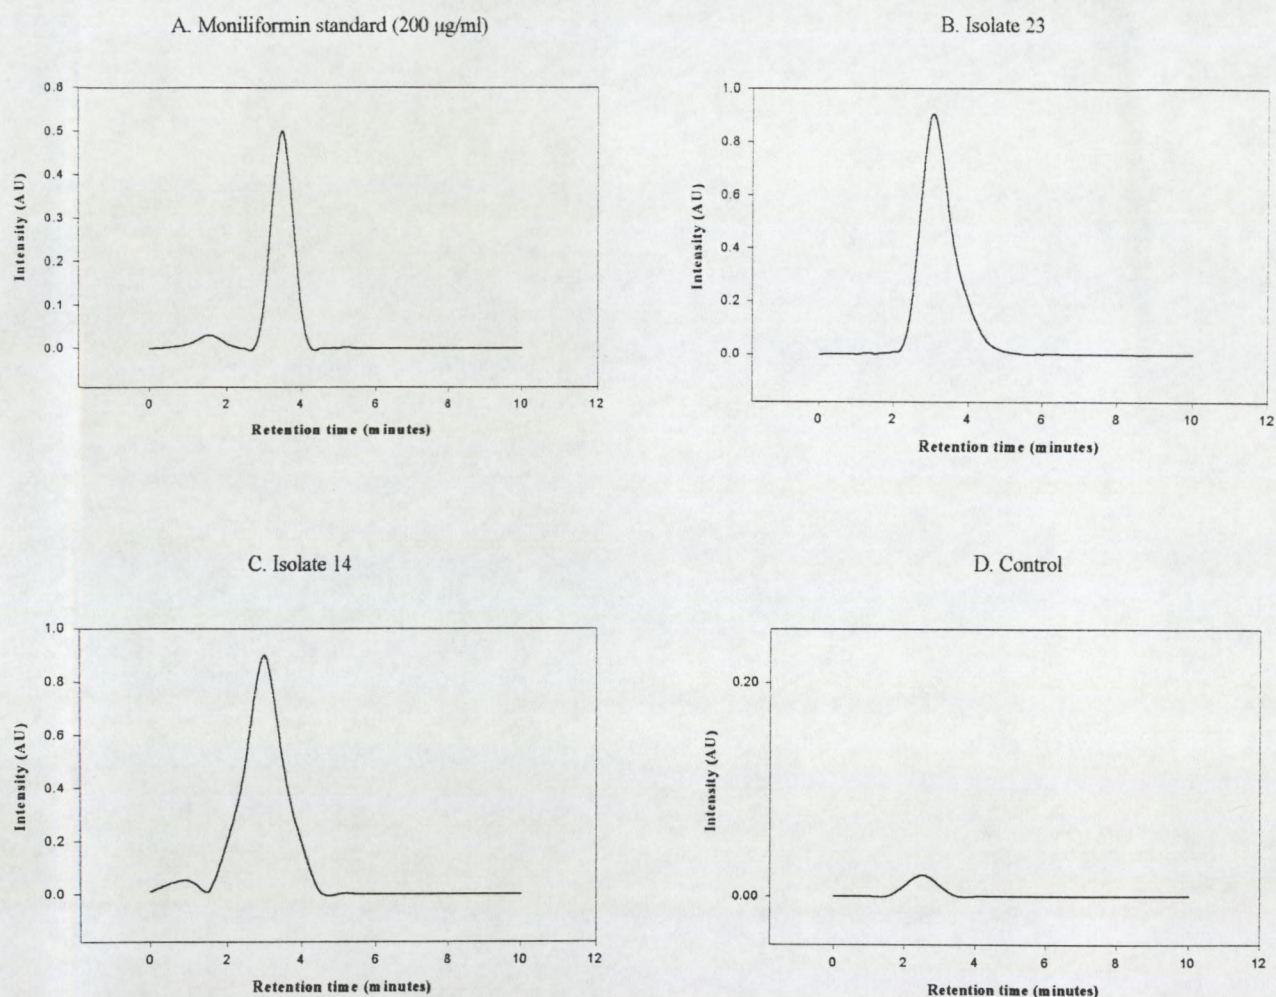 A. Moniliformin standard (200 µg/ml)
0.6
0.5
0.4
0.3
0.2
0.1
0.0
Intensity (AU)
0 2 4 6 8 10 12
Retention time (minutes)
B. Isolate 23
1.0
0.8
0.6
0.4
0.2
0.0
Intensity (AU)
0 2 4 6 8 10 12
Retention time (minutes)
C. Isolate 14
1.0
0.8
0.6
0.4
0.2
0.0
Intensity (AU)
0 2 4 6 8 10 12
Retention time (minutes)
D. Control
0.20
0.00
Intensity (AU)
0 2 4 6 8 10 12
Retention time (minutes)